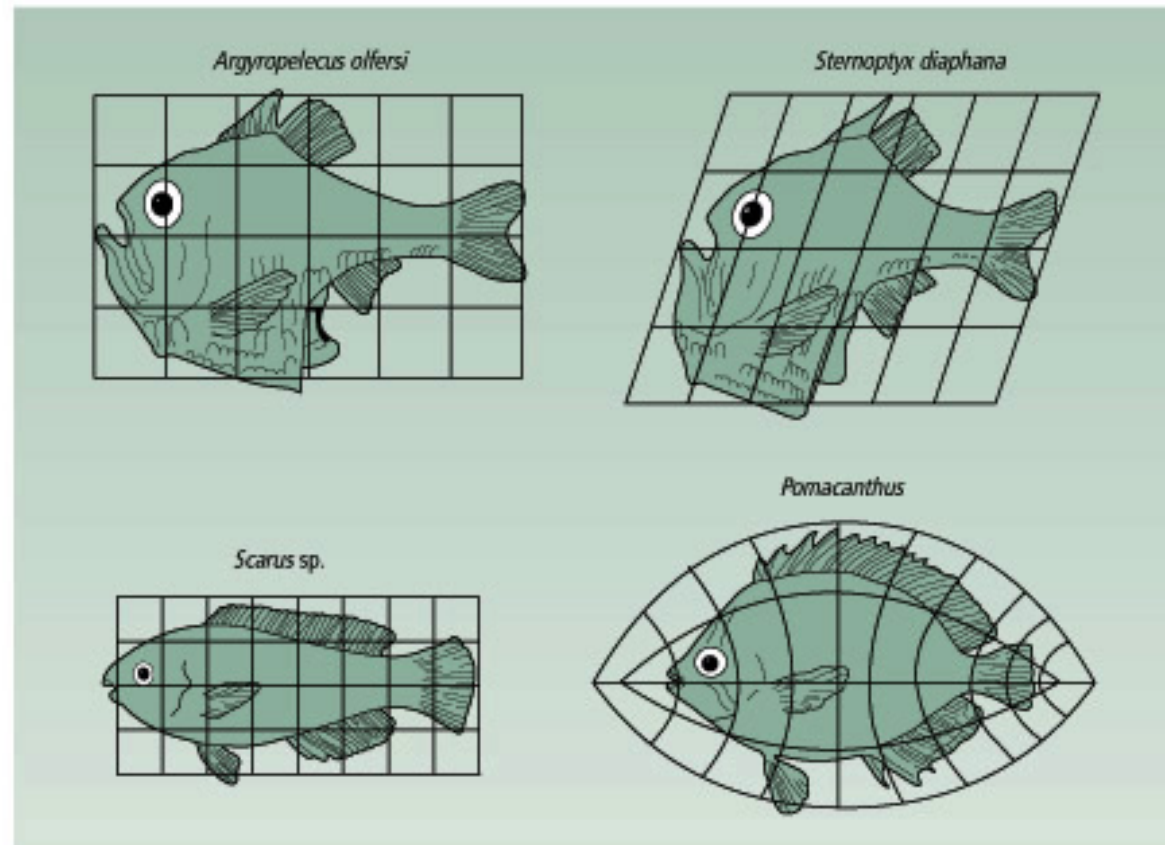 Argyropelecus olfersi
Sternoptyx diaphana
Scarus sp.
Pomacanthus